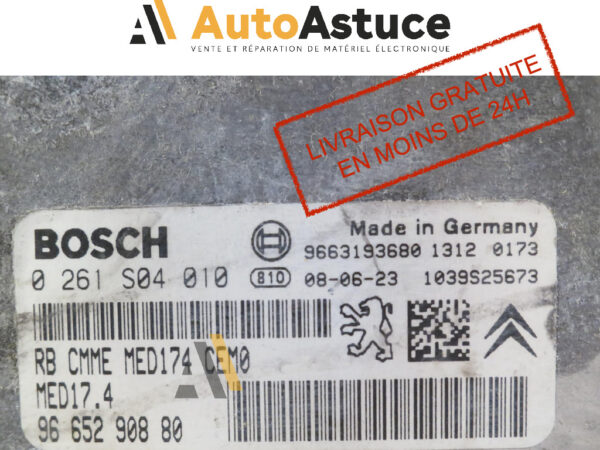 AutoAstuce
VENTE ET RÉPARATION DE MATÉRIEL ÉLECTRONIQUE
LIVRAISON GRATUITE
EN MOINS DE 24H
BOSCH
Made in Germany
9663193680 1312 0173
0 261 S04 010
810
08-06-23 1039S25673
RB CMME MED174 CEM0
MED17.4
96 652 908 80